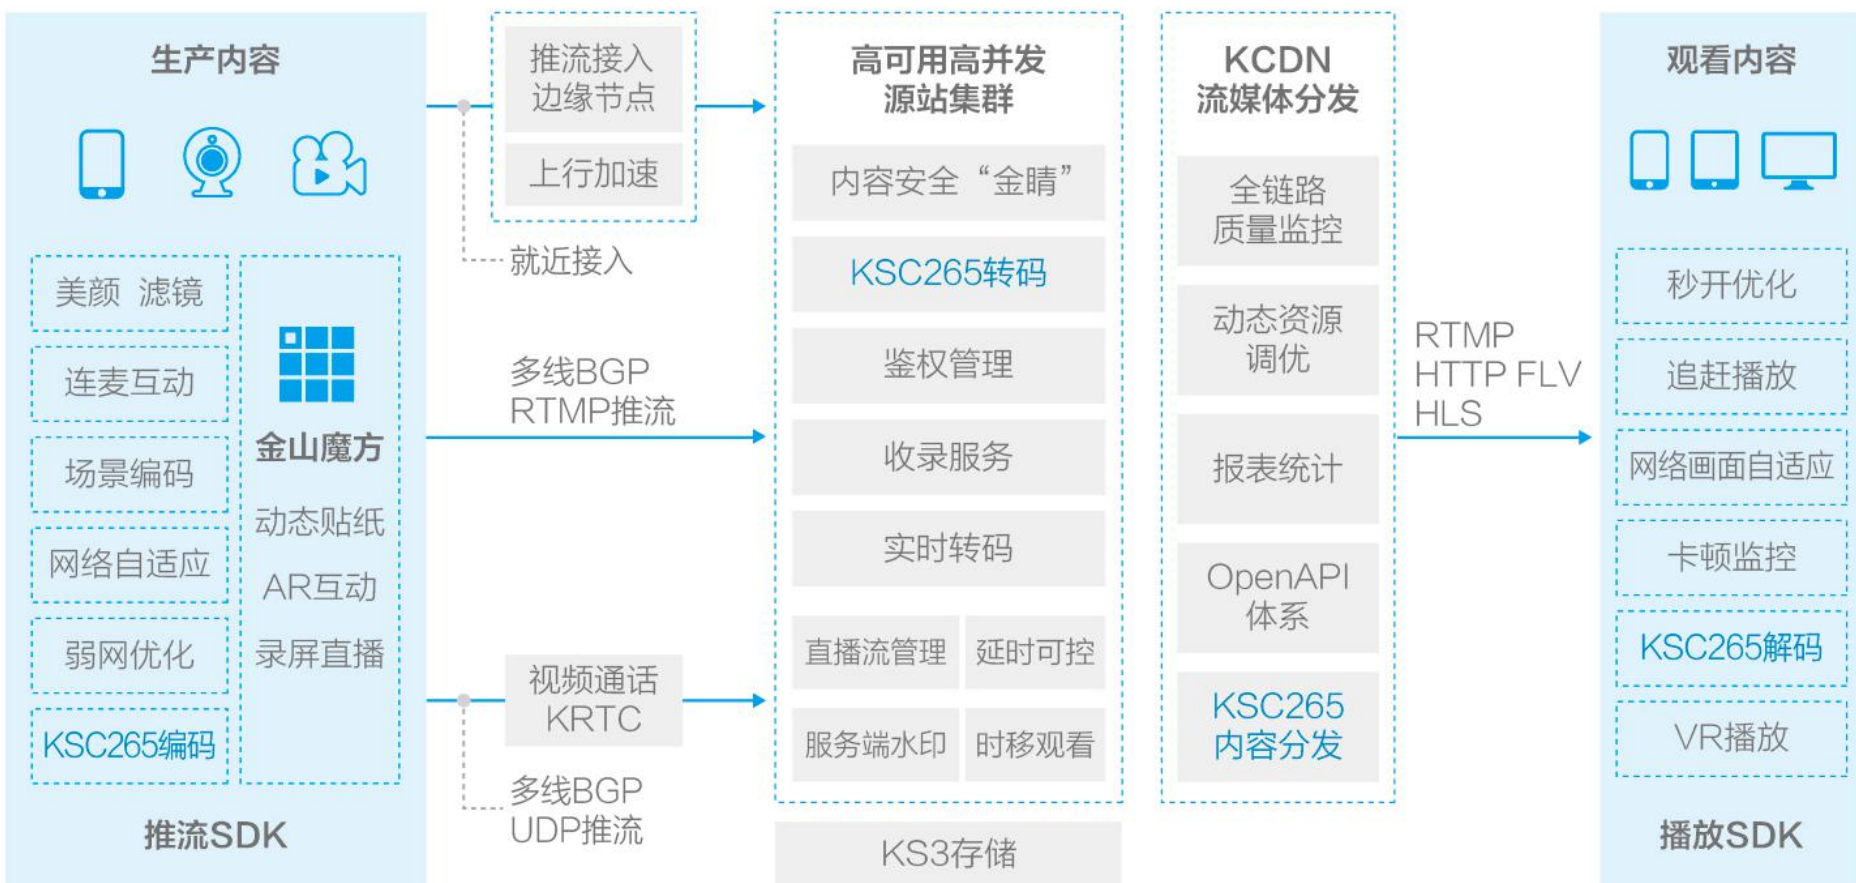 生产内容
美颜 滤镜
连麦互动
场景编码
网络自适应
弱网优化
KSC265编码
金山魔方
动态贴纸
AR互动
录屏直播
推流SDK
推流接入
边缘节点
上行加速
就近接入
多线BGP
RTMP推流
视频通话
KRTC
多线BGP
UDP推流
高可用高并发
源站集群
内容安全“金睛”
KSC265转码
鉴权管理
收录服务
实时转码
直播流管理
延时可控
服务端水印
时移观看
KS3存储
KCDN
流媒体分发
全链路
质量监控
动态资源
调优
报表统计
OpenAPI
体系
KSC265
内容分发
RTMP
HTTP FLV
HLS
观看内容
秒开优化
追赶播放
网络画面自适应
卡顿监控
KSC265解码
VR播放
播放SDK